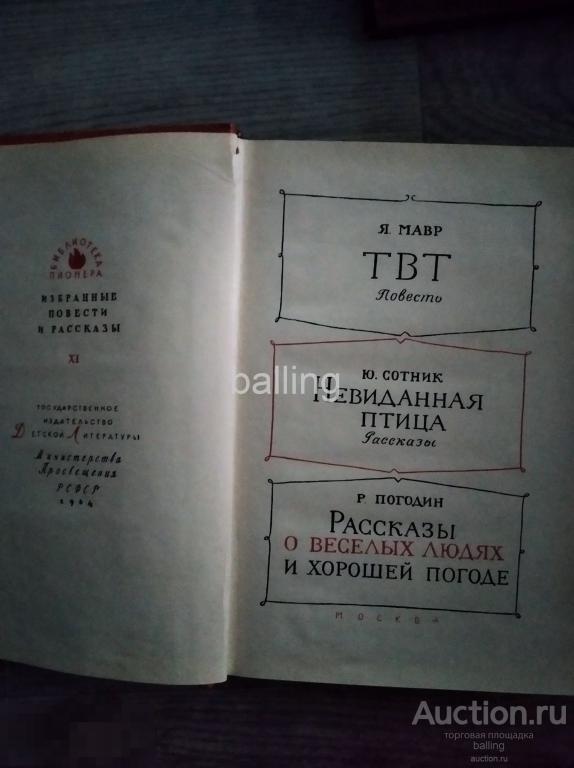 БИБЛИОТЕКА
ПИОНЕРА
ИЗБРАННЫЕ
ПОВЕСТИ
И РАССКАЗЫ
XI
ГОСУДАРСТВЕННОЕ
ИЗДАТЕЛЬСТВО
ДЕТСКОЙ ЛИТЕРАТУРЫ
Министерства
Просвещения
РСФСР
1964
Я. МАВР
ТВТ
Повесть
Ю. СОТНИК
НЕВИДАННАЯ
ПТИЦА
Рассказы
Р. ПОГОДИН
РАССКАЗЫ
О ВЕСЕЛЫХ ЛЮДЯХ
И ХОРОШЕЙ ПОГОДЕ
МОСКВА
balling
Auction.ru
торговая площадка
balling
auction.ru